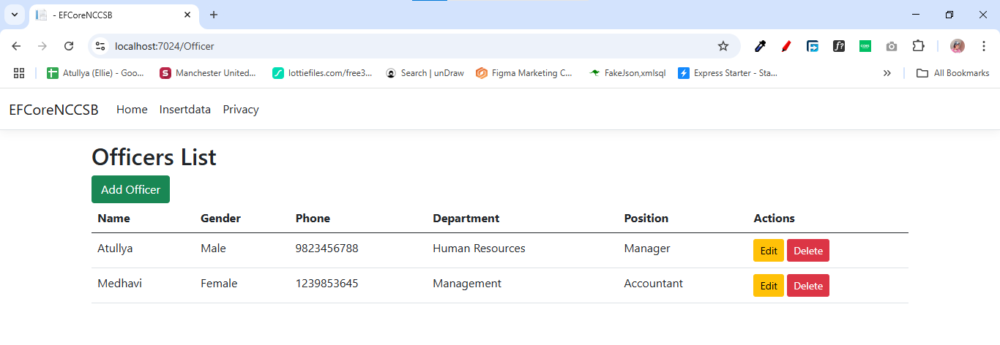 - EFCoreNCCSB
localhost:7024/Officer
Atullya (Ellie) - Goo... Manchester United... lottiefiles.com/free3... Search | unDraw Figma Marketing C... FakeJson,xmlsql Express Starter - Sta... All Bookmarks
EFCoreNCCSB Home Insertdata Privacy
Officers List
Add Officer
Name Gender Phone Department Position Actions
Atullya Male 9823456788 Human Resources Manager Edit Delete
Medhavi Female 1239853645 Management Accountant Edit Delete